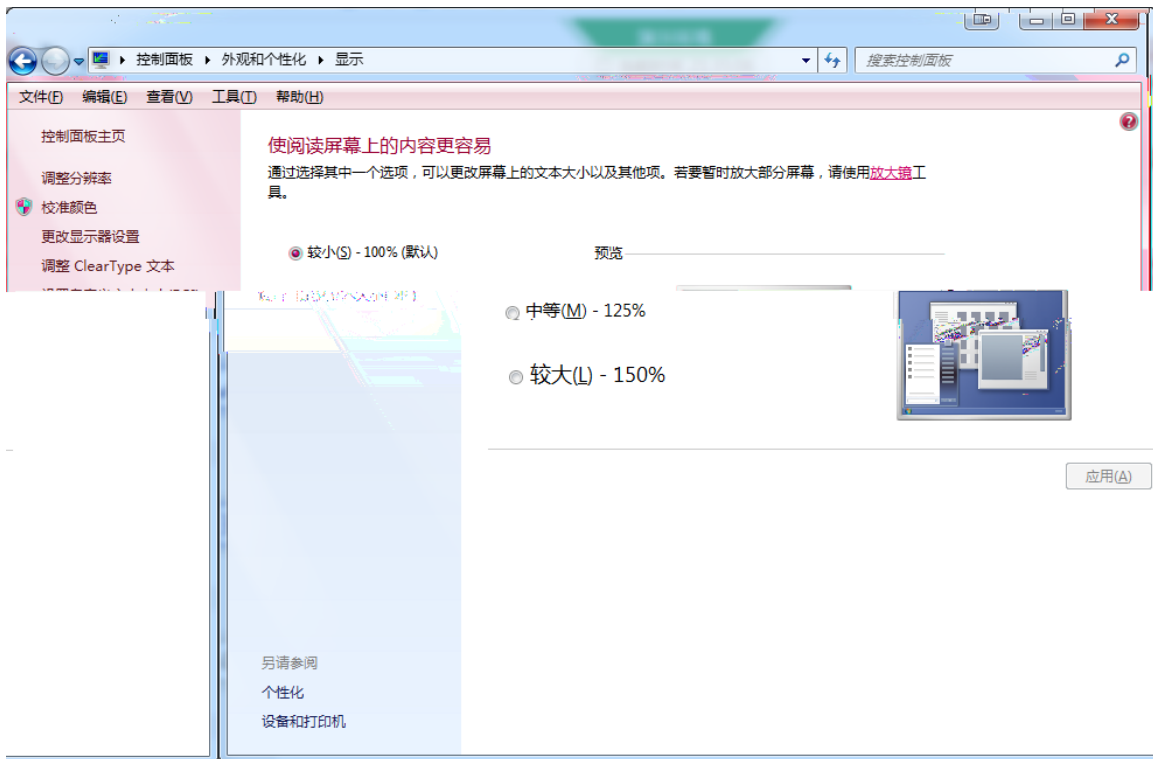 控制面板 外观和个性化 显示 搜索控制面板
文件(F) 编辑(E) 查看(V) 工具(T) 帮助(H)
控制面板主页
调整分辨率
校准颜色
更改显示器设置
调整 ClearType 文本
使阅读屏幕上的内容更容易
通过选择其中一个选项，可以更改屏幕上的文本大小以及其他项。若要暂时放大部分屏幕，请使用放大镜工
具。
较小(S) - 100% (默认) 预览
中等(M) - 125%
较大(L) - 150%
应用(A)
另请参阅
个性化
设备和打印机